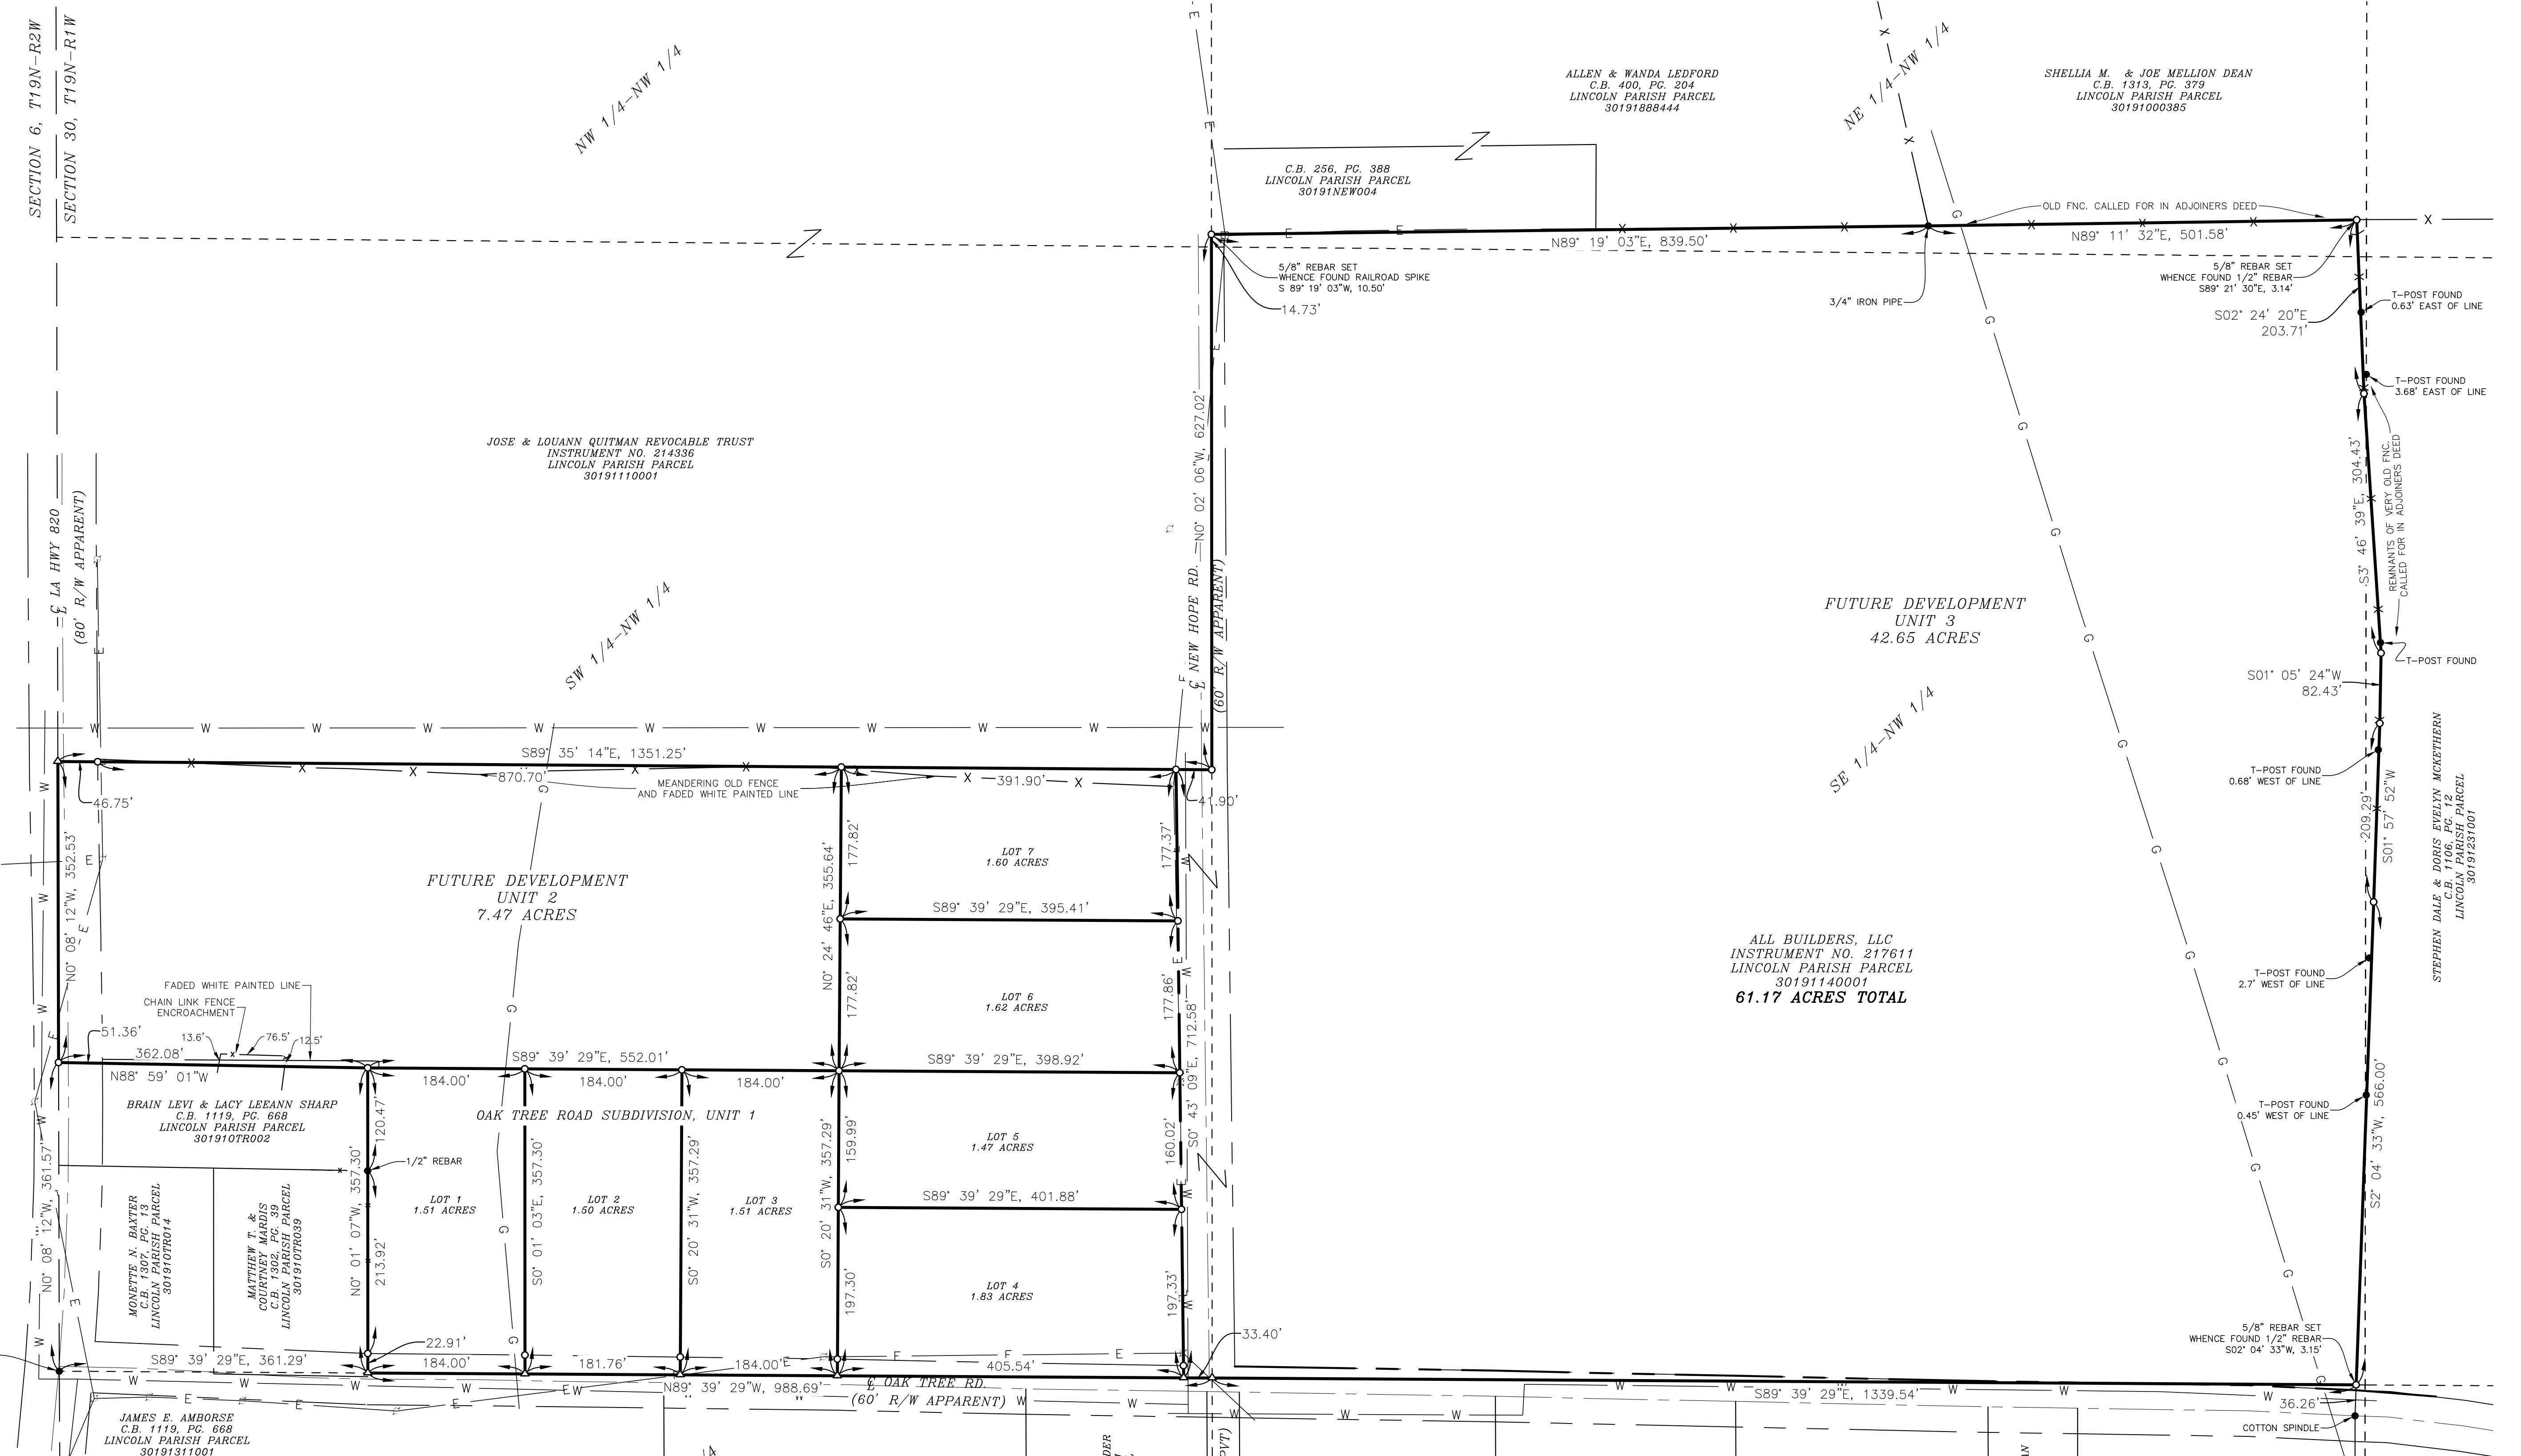 SECTION 6, T19N-R2W
SECTION 30, T19N-R1W
NW 1/4-NW 1/4
ALLEN & WANDA LEDFORD
C.B. 400, PG. 204
LINCOLN PARISH PARCEL
30191888444
NE 1/4-NW 1/4
SHELLIA M. & JOE MELLION DEAN
C.B. 1313, PG. 379
LINCOLN PARISH PARCEL
30191000385
C.B. 256, PG. 388
LINCOLN PARISH PARCEL
30191NEW004
OLD FNC. CALLED FOR IN ADJOINERS DEED
N89° 19' 03"E, 839.50'
N89° 11' 32"E, 501.58'
5/8" REBAR SET
WHENCE FOUND RAILROAD SPIKE
S 89° 19' 03"W, 10.50'
14.73'
3/4" IRON PIPE
5/8" REBAR SET
WHENCE FOUND 1/2" REBAR
S89° 21' 30"E, 3.14'
S02° 24' 20"E
203.71'
T-POST FOUND
0.63' EAST OF LINE
T-POST FOUND
3.68' EAST OF LINE
JOSE & LOUANN QUITMAN REVOCABLE TRUST
INSTRUMENT NO. 214336
LINCOLN PARISH PARCEL
30191110001
N0° 02' 06"W, 627.02'
S3° 46' 39"E, 304.43'
REMNANTS OF VERY OLD FNC.
CALLED FOR IN ADJOINERS DEED
℄ LA HWY 820
(80' R/W APPARENT)
SW 1/4-NW 1/4
℄ NEW HOPE RD.
(60' R/W APPARENT)
FUTURE DEVELOPMENT
UNIT 3
42.65 ACRES
T-POST FOUND
S01° 05' 24"W
82.43'
SE 1/4-NW 1/4
T-POST FOUND
0.68' WEST OF LINE
S89° 35' 14"E, 1351.25'
870.70'
MEANDERING OLD FENCE
AND FADED WHITE PAINTED LINE
391.90'
46.75'
41.90'
209.29'
S01° 57' 52"W
STEPHEN DALE & DORIS EVELYN MCKETHERN
C.B. 1106, PG. 12
LINCOLN PARISH PARCEL
30191231001
N0° 08' 12"W, 352.53'
FUTURE DEVELOPMENT
UNIT 2
7.47 ACRES
N0° 24' 46"E, 355.64'
177.82'
LOT 7
1.60 ACRES
177.37'
S89° 39' 29"E, 395.41'
ALL BUILDERS, LLC
INSTRUMENT NO. 217611
LINCOLN PARISH PARCEL
30191140001
61.17 ACRES TOTAL
T-POST FOUND
2.7' WEST OF LINE
177.82'
LOT 6
1.62 ACRES
177.86'
FADED WHITE PAINTED LINE
CHAIN LINK FENCE
ENCROACHMENT
51.36'
13.6'
76.5'
12.5'
362.08'
N88° 59' 01"W
S89° 39' 29"E, 552.01'
184.00'
184.00'
184.00'
S89° 39' 29"E, 398.92'
S0° 43' 09"E, 712.58'
T-POST FOUND
0.45' WEST OF LINE
S2° 04' 33"W, 566.00'
BRAIN LEVI & LACY LEEANN SHARP
C.B. 1119, PG. 668
LINCOLN PARISH PARCEL
301910TR002
OAK TREE ROAD SUBDIVISION, UNIT 1
120.47'
1/2" REBAR
N0° 01' 07"W, 357.30'
213.92'
LOT 1
1.51 ACRES
S0° 01' 03"E, 357.30'
LOT 2
1.50 ACRES
S0° 20' 31"W, 357.29'
LOT 3
1.51 ACRES
S0° 20' 31"W, 357.29'
159.99'
LOT 5
1.47 ACRES
160.02'
S89° 39' 29"E, 401.88'
N0° 08' 12"W, 361.57'
MONETTE N. BAXTER
C.B. 1307, PG. 13
LINCOLN PARISH PARCEL
301910TR014
MATTHEW T. &
COURTNEY MARDIS
C.B. 1302, PG. 39
LINCOLN PARISH PARCEL
301910TR039
197.30'
LOT 4
1.83 ACRES
197.33'
22.91'
33.40'
S89° 39' 29"E, 361.29'
184.00'
181.76'
184.00'
405.54'
5/8" REBAR SET
WHENCE FOUND 1/2" REBAR
S02° 04' 33"W, 3.15'
N89° 39' 29"W, 988.69'
℄ OAK TREE RD.
(60' R/W APPARENT)
S89° 39' 29"E, 1339.54'
36.26'
COTTON SPINDLE
JAMES E. AMBORSE
C.B. 1119, PG. 668
LINCOLN PARISH PARCEL
30191311001